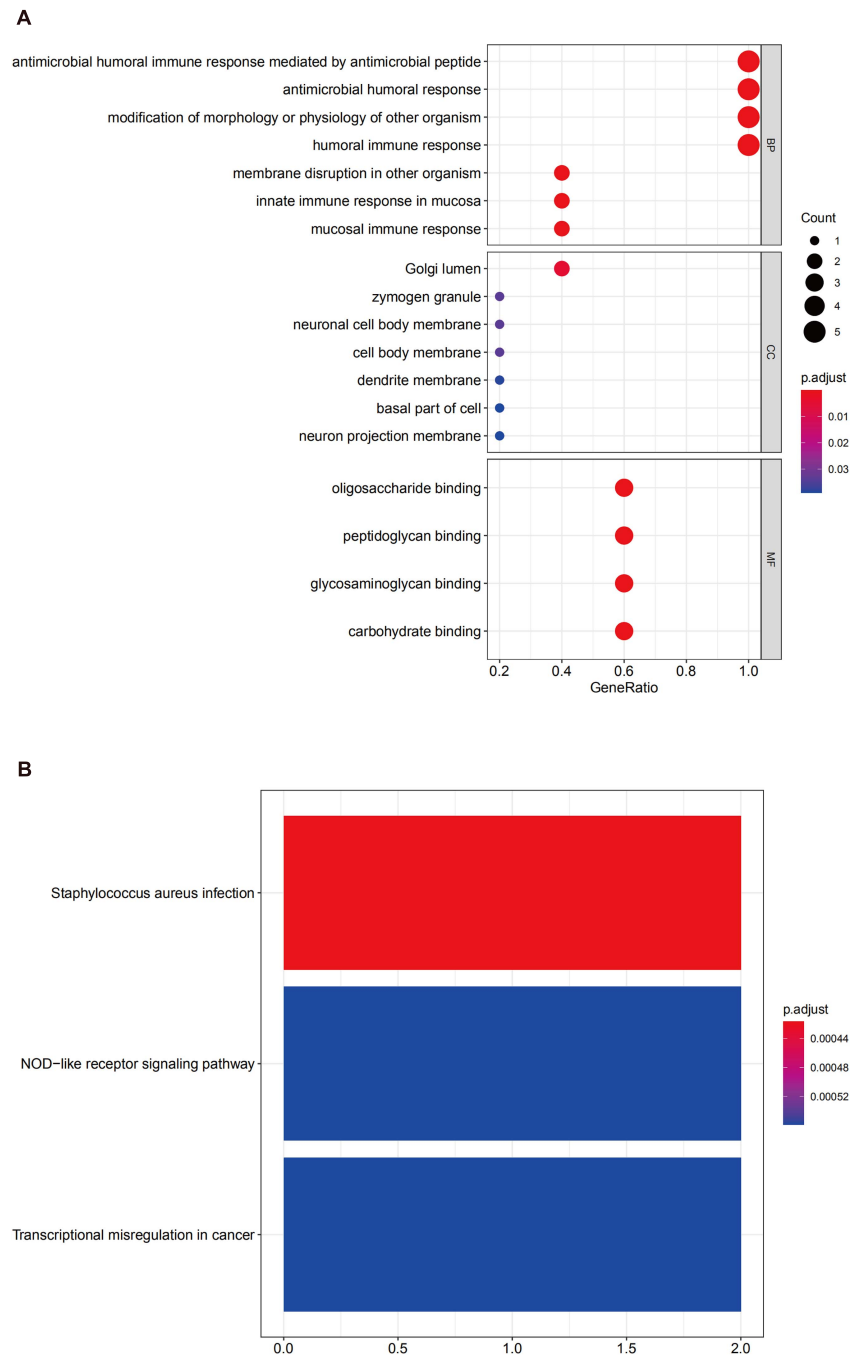 A
antimicrobial humoral immune response mediated by antimicrobial peptide
antimicrobial humoral response
modification of morphology or physiology of other organism
humoral immune response
membrane disruption in other organism
innate immune response in mucosa
mucosal immune response
BP
Golgi lumen
zymogen granule
neuronal cell body membrane
cell body membrane
dendrite membrane
basal part of cell
neuron projection membrane
CC
oligosaccharide binding
peptidoglycan binding
glycosaminoglycan binding
carbohydrate binding
MF
0.2 0.4 0.6 0.8 1.0
GeneRatio
Count
1
2
3
4
5
p.adjust
0.01
0.02
0.03
B
Staphylococcus aureus infection
NOD−like receptor signaling pathway
Transcriptional misregulation in cancer
0.0 0.5 1.0 1.5 2.0
p.adjust
0.00044
0.00048
0.00052